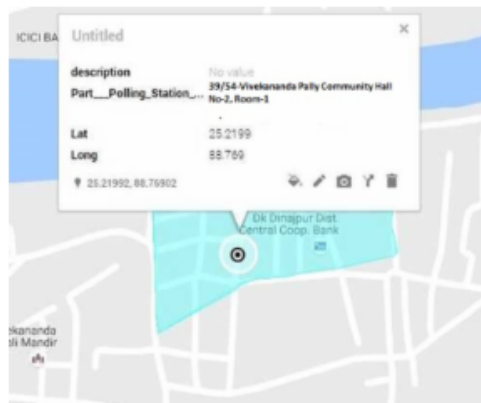 ICICI BA
Untitled
description No value
Part__Polling_Station_... 39/54-Vivekananda Pally Community Hall
No-2, Room-1
Lat 25.2199
Long 88.769
25.21992, 88.76902
Dk Dinajpur Dist.
Central Coop. Bank
ekananda
li Mandir